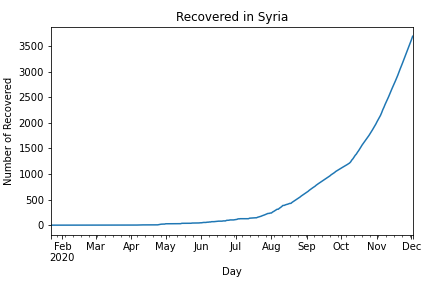 Recovered in Syria
Number of Recovered
3500
3000
2500
2000
1500
1000
500
0
Feb Mar Apr May Jun Jul Aug Sep Oct Nov Dec
2020
Day